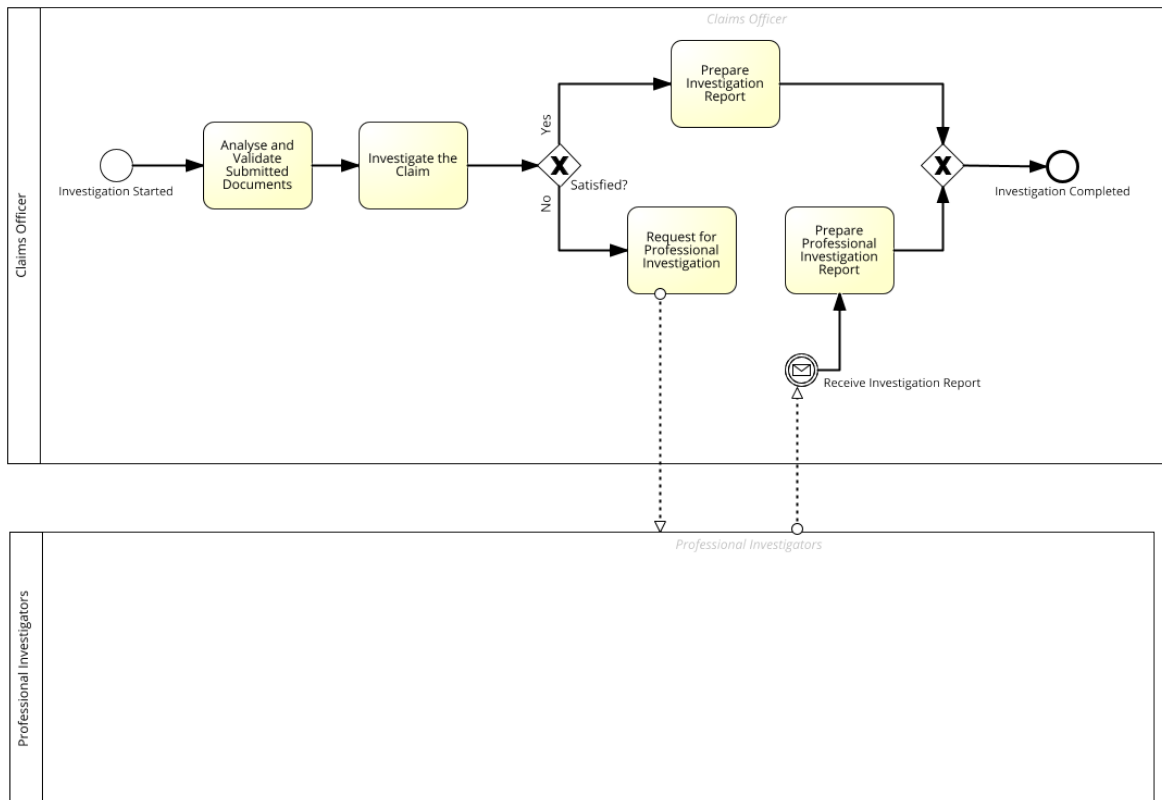 Claims Officer
Claims Officer
Prepare
Investigation
Report
Yes
Analyse and
Validate
Submitted
Documents
Investigate the
Claim
Investigation Started
Satisfied?
Investigation Completed
No
Request for
Professional
Investigation
Prepare
Professional
Investigation
Report
Receive Investigation Report
Professional Investigators
Professional Investigators